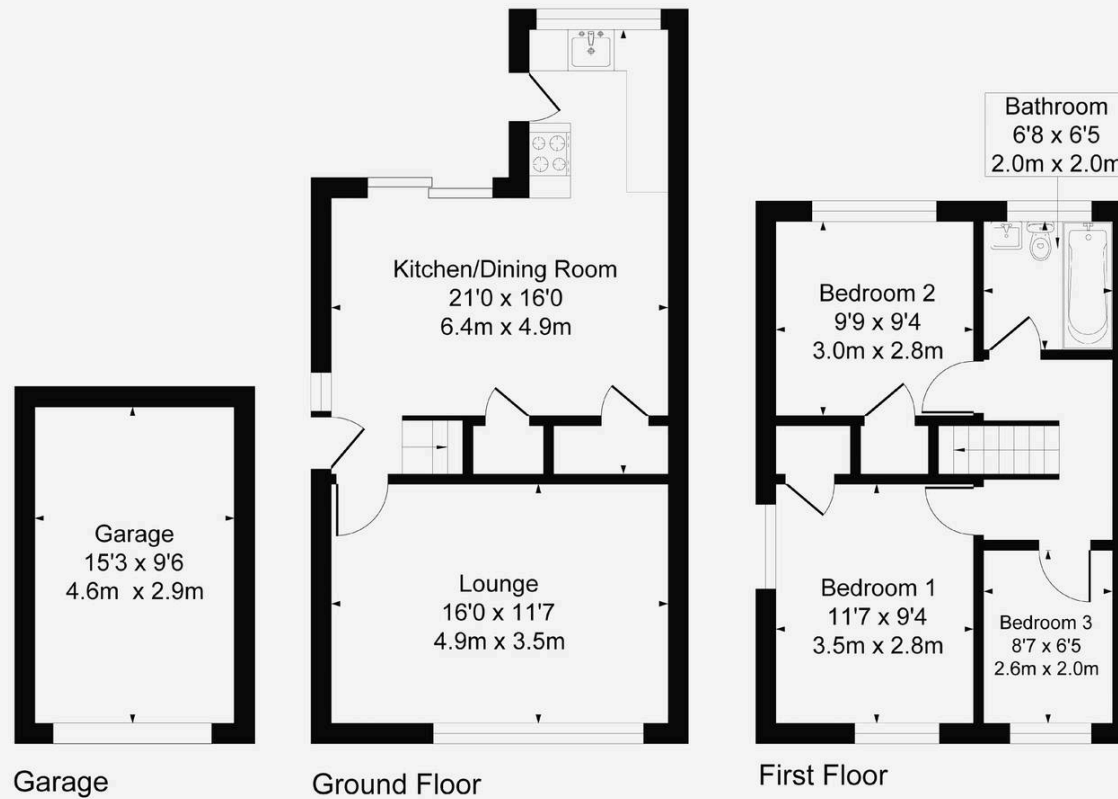 Garage
15'3 x 9'6
4.6m x 2.9m
Garage
Kitchen/Dining Room
21'0 x 16'0
6.4m x 4.9m
Lounge
16'0 x 11'7
4.9m x 3.5m
Ground Floor
Bathroom
6'8 x 6'5
2.0m x 2.0m
Bedroom 2
9'9 x 9'4
3.0m x 2.8m
Bedroom 1
11'7 x 9'4
3.5m x 2.8m
Bedroom 3
8'7 x 6'5
2.6m x 2.0m
First Floor